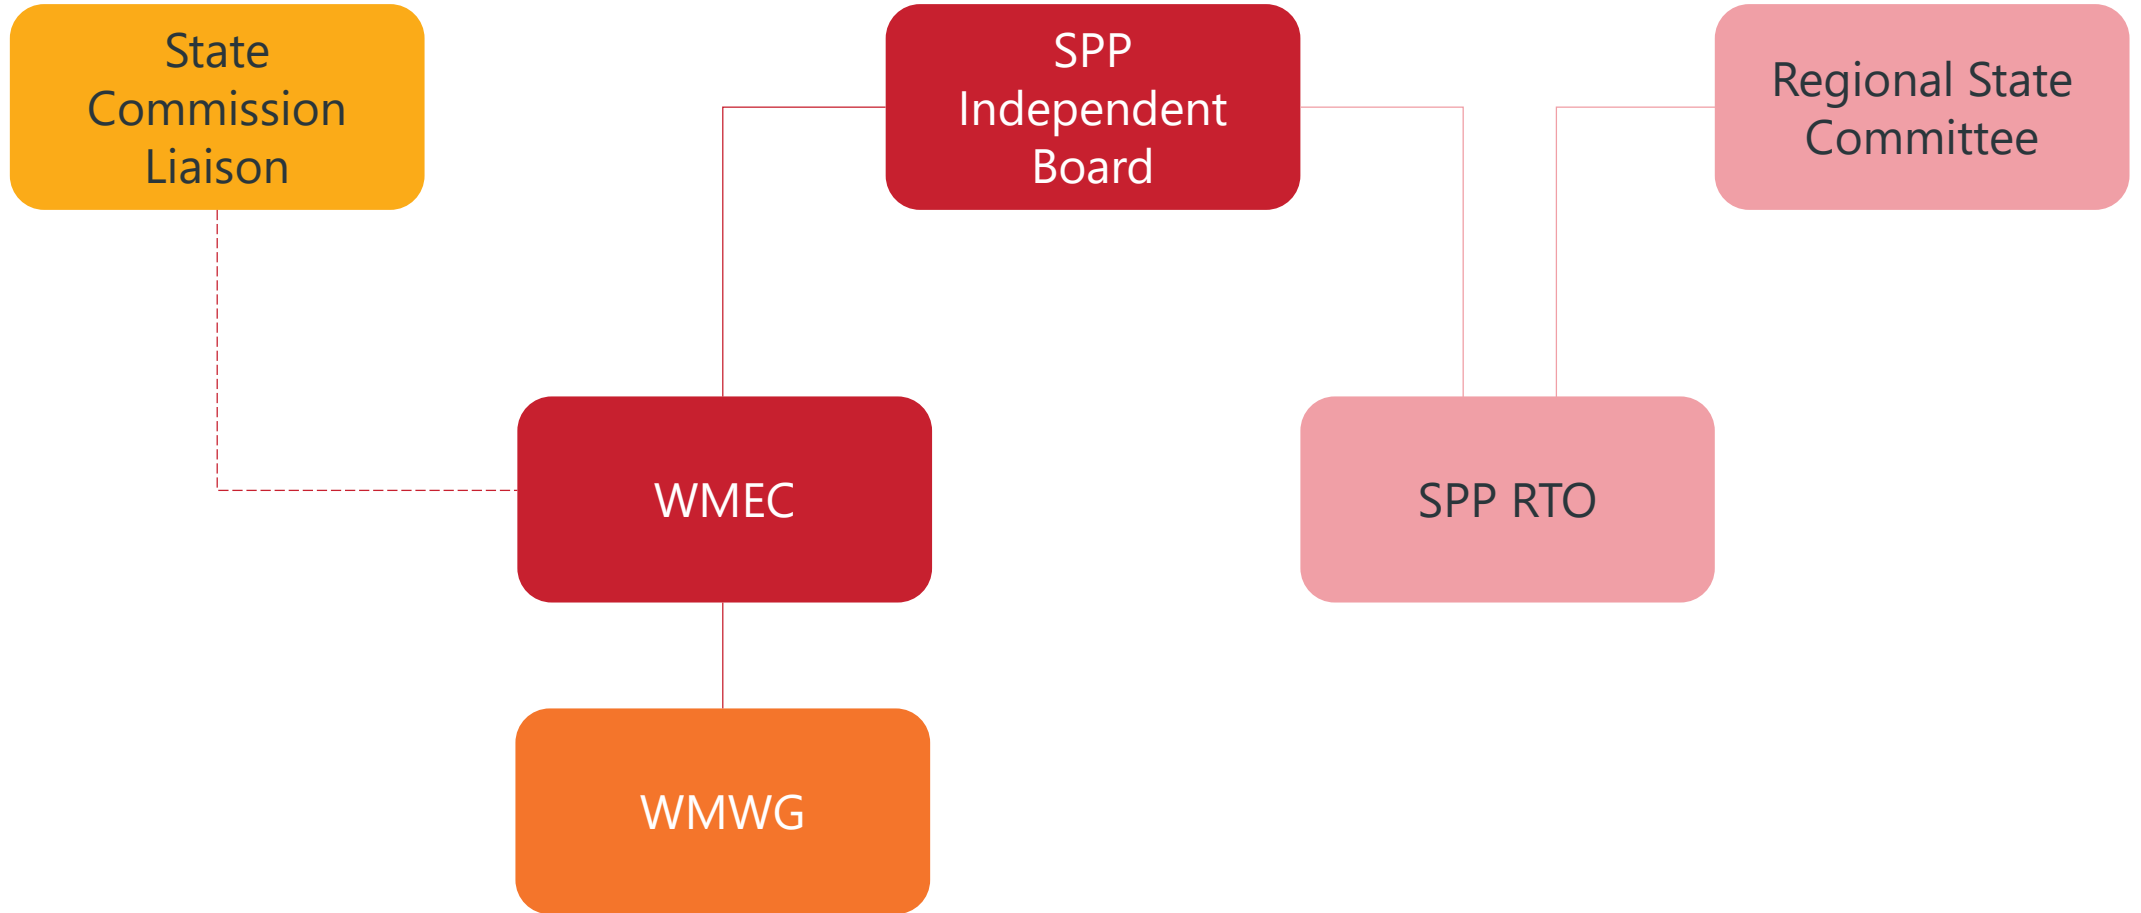 State
Commission
Liaison
SPP
Independent
Board
Regional State
Committee
WMEC
SPP RTO
WMWG